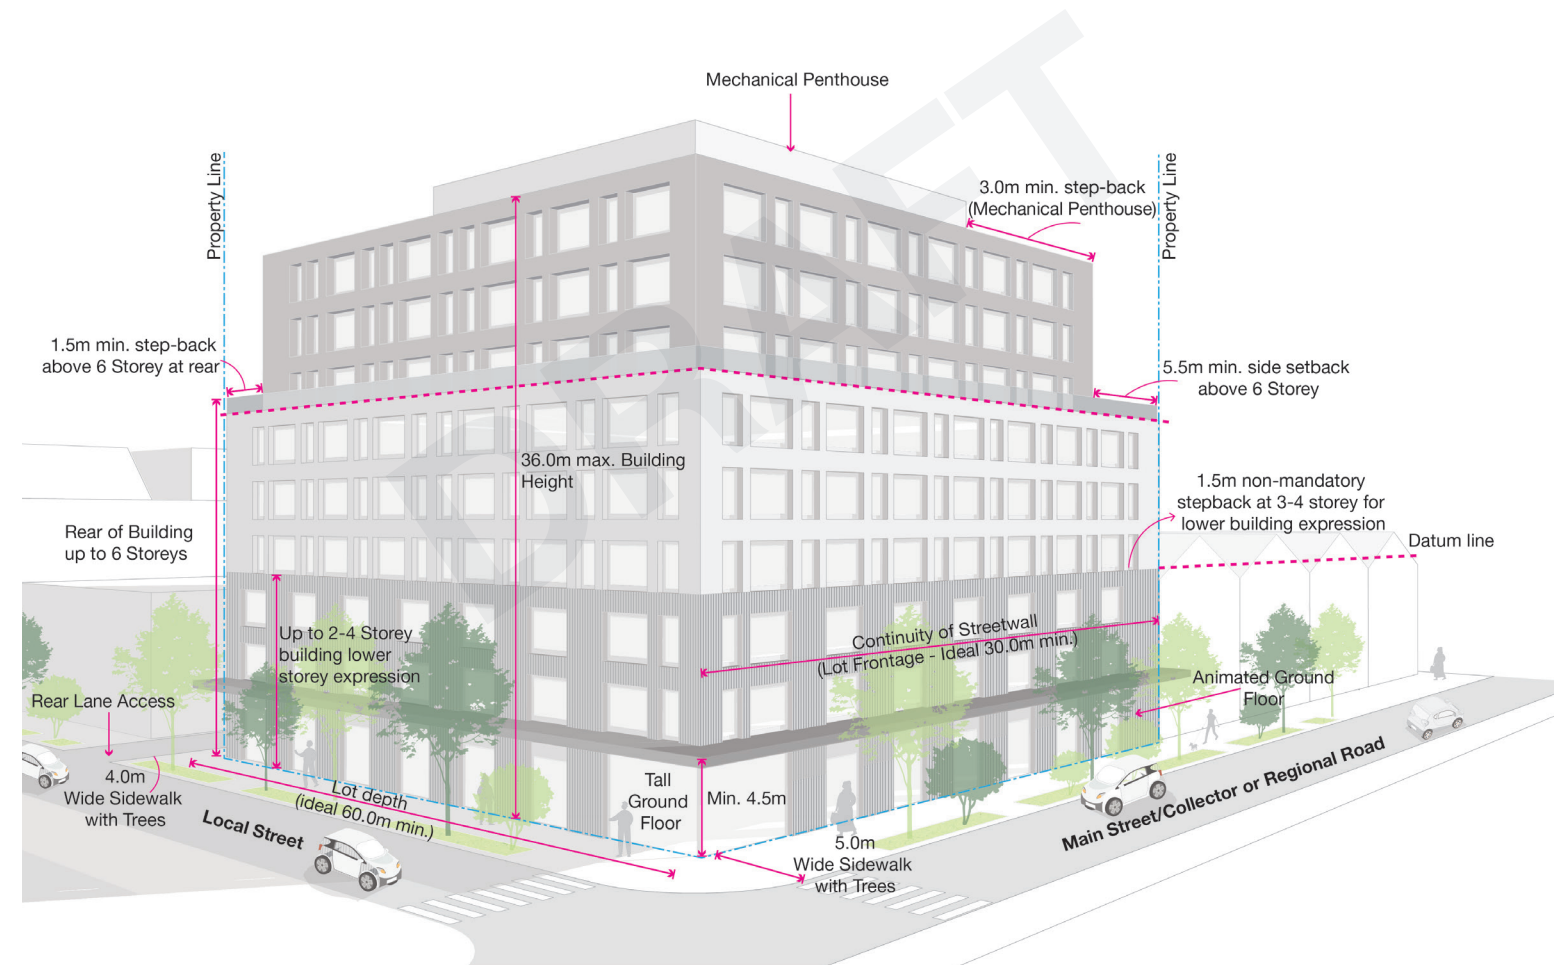 Mechanical Penthouse
Property Line
3.0m min. step-back
(Mechanical Penthouse)
Property Line
1.5m min. step-back
above 6 Storey at rear
5.5m min. side setback
above 6 Storey
36.0m max. Building
Height
1.5m non-mandatory
stepback at 3-4 storey for
lower building expression
Rear of Building
up to 6 Storeys
Datum line
Up to 2-4 Storey
building lower
storey expression
Continuity of Streetwall
(Lot Frontage - Ideal 30.0m min.)
Rear Lane Access
Animated Ground
Floor
4.0m
Wide Sidewalk
with Trees
Lot depth
(ideal 60.0m min.)
Tall
Ground
Floor
Min. 4.5m
Local Street
5.0m
Wide Sidewalk
with Trees
Main Street/Collector or Regional Road
DRAFT